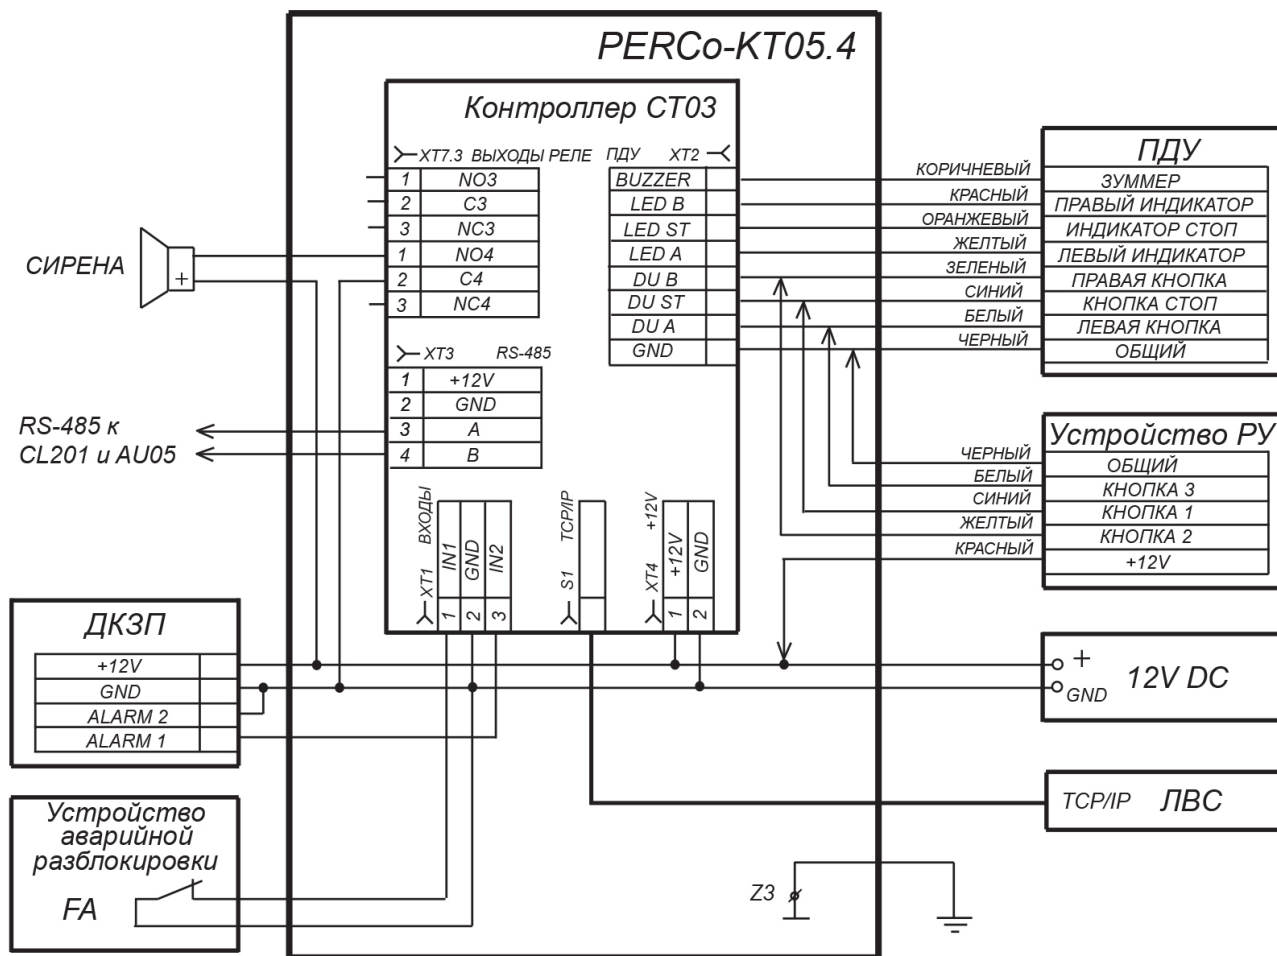 PERCo-KT05.4
Контроллер СТ03
XT7.3 ВЫХОДЫ РЕЛЕ
1 NO3
2 C3
3 NC3
1 NO4
2 C4
3 NC4
ПДУ XT2
BUZZER
LED B
LED ST
LED A
DU B
DU ST
DU A
GND
XT3 RS-485
1 +12V
2 GND
3 A
4 B
XT1 ВХОДЫ
1 IN1
2 GND
3 IN2
S1 TCP/IP
XT4 +12V
1 +12V
2 GND
СИРЕНА
+
RS-485 к
CL201 и AU05
КОРИЧНЕВЫЙ
КРАСНЫЙ
ОРАНЖЕВЫЙ
ЖЕЛТЫЙ
ЗЕЛЕНЫЙ
СИНИЙ
БЕЛЫЙ
ЧЕРНЫЙ
ПДУ
ЗУММЕР
ПРАВЫЙ ИНДИКАТОР
ИНДИКАТОР СТОП
ЛЕВЫЙ ИНДИКАТОР
ПРАВАЯ КНОПКА
КНОПКА СТОП
ЛЕВАЯ КНОПКА
ОБЩИЙ
ЧЕРНЫЙ
БЕЛЫЙ
СИНИЙ
ЖЕЛТЫЙ
КРАСНЫЙ
Устройство РУ
ОБЩИЙ
КНОПКА 3
КНОПКА 1
КНОПКА 2
+12V
ДКЗП
+12V
GND
ALARM 2
ALARM 1
+
GND
12V DC
Устройство
аварийной
разблокировки
FA
TCP/IP ЛВС
Z3